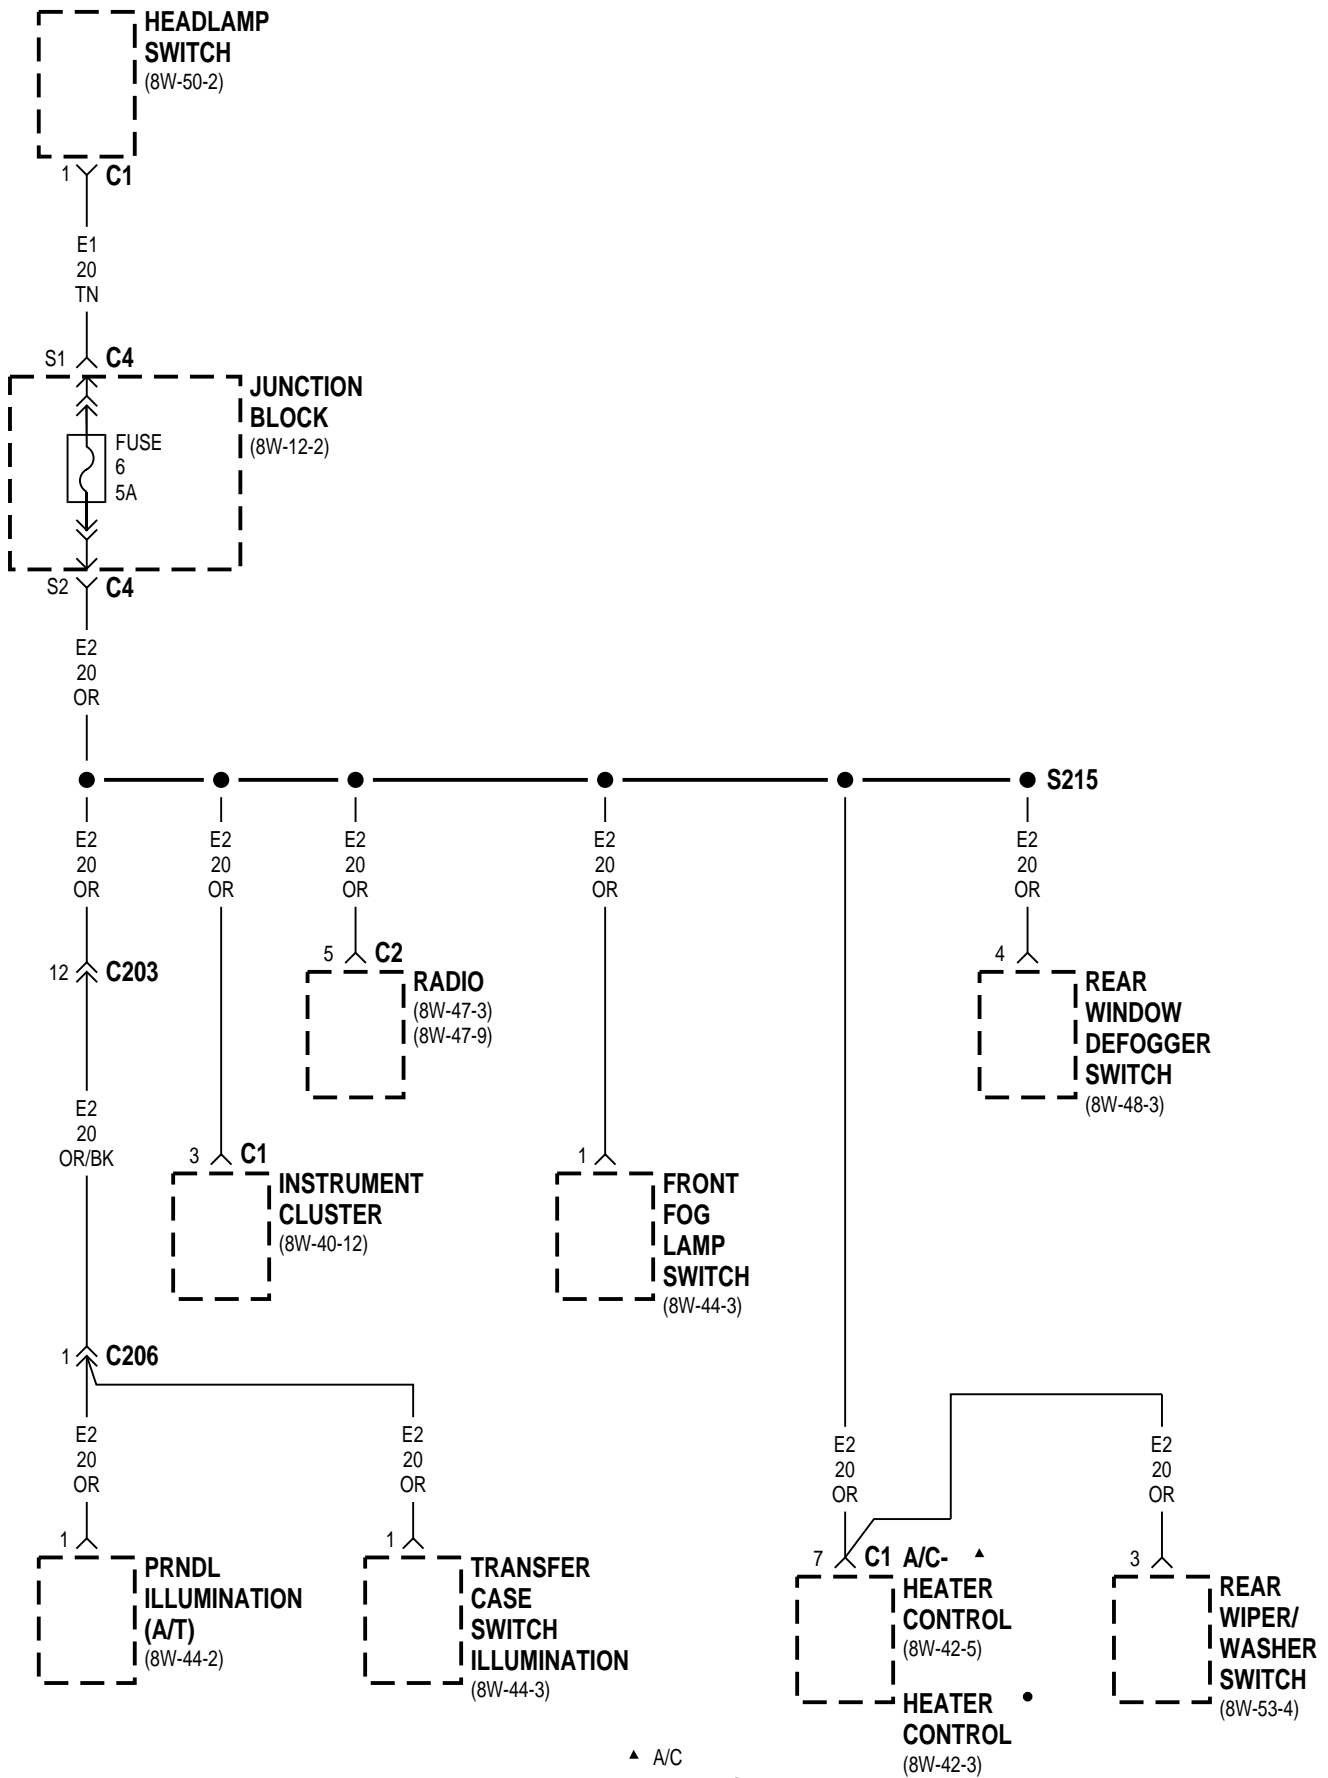 HEADLAMP
SWITCH
(8W-50-2)
1 C1
E1
20
TN
S1 C4
JUNCTION
BLOCK
(8W-12-2)
FUSE
6
5A
S2 C4
E2
20
OR
S215
E2 E2 E2 E2 E2
20 20 20 20 20
OR OR OR OR OR
12 C203
5 C2
RADIO
(8W-47-3)
(8W-47-9)
4
REAR
WINDOW
DEFOGGER
SWITCH
(8W-48-3)
E2
20
OR/BK
3 C1
INSTRUMENT
CLUSTER
(8W-40-12)
1
FRONT
FOG
LAMP
SWITCH
(8W-44-3)
1 C206
E2 E2 E2 E2
20 20 20 20
OR OR OR OR
1
PRNDL
ILLUMINATION
(A/T)
(8W-44-2)
1
TRANSFER
CASE
SWITCH
ILLUMINATION
(8W-44-3)
7 C1 A/C- ▲
HEATER
CONTROL
(8W-42-5)
HEATER ●
CONTROL
(8W-42-3)
3
REAR
WIPER/
WASHER
SWITCH
(8W-53-4)
▲ A/C